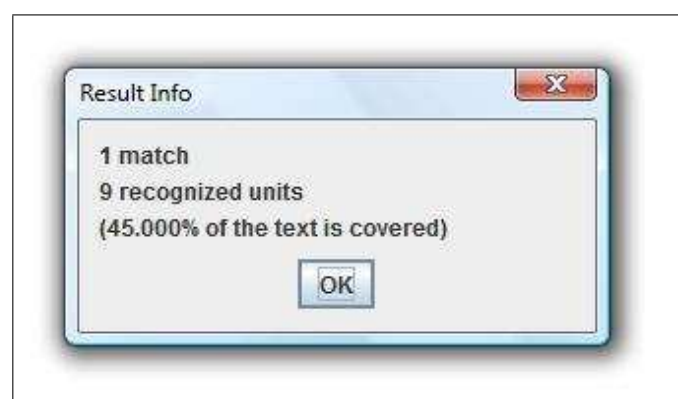 Result Info
1 match
9 recognized units
(45.000% of the text is covered)
OK